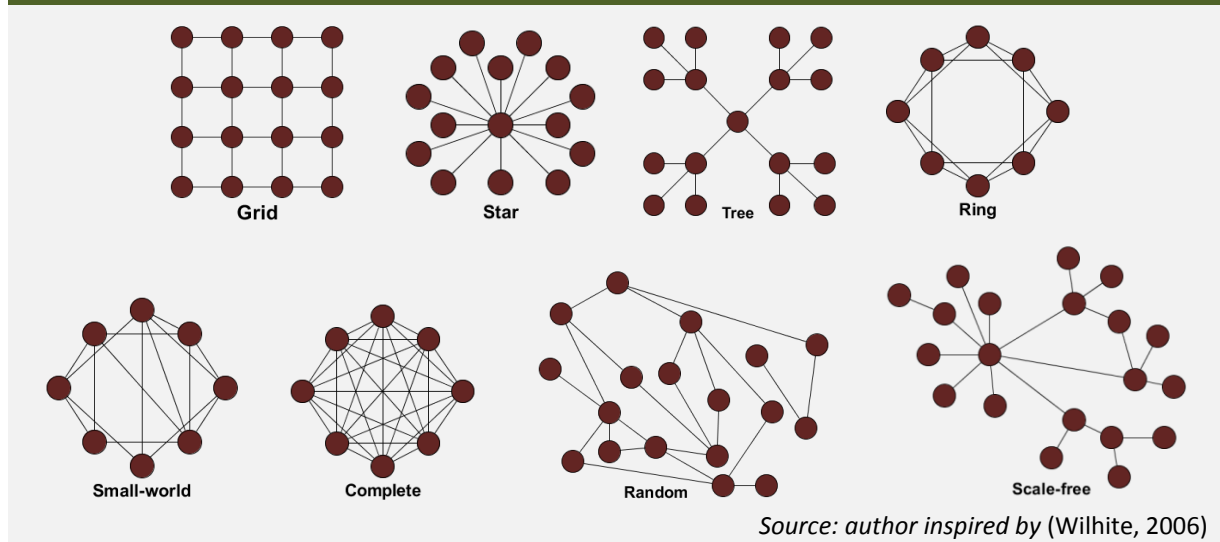 Grid
Star
Tree
Ring
Small-world
Complete
Random
Scale-free
Source: author inspired by (Wilhite, 2006)